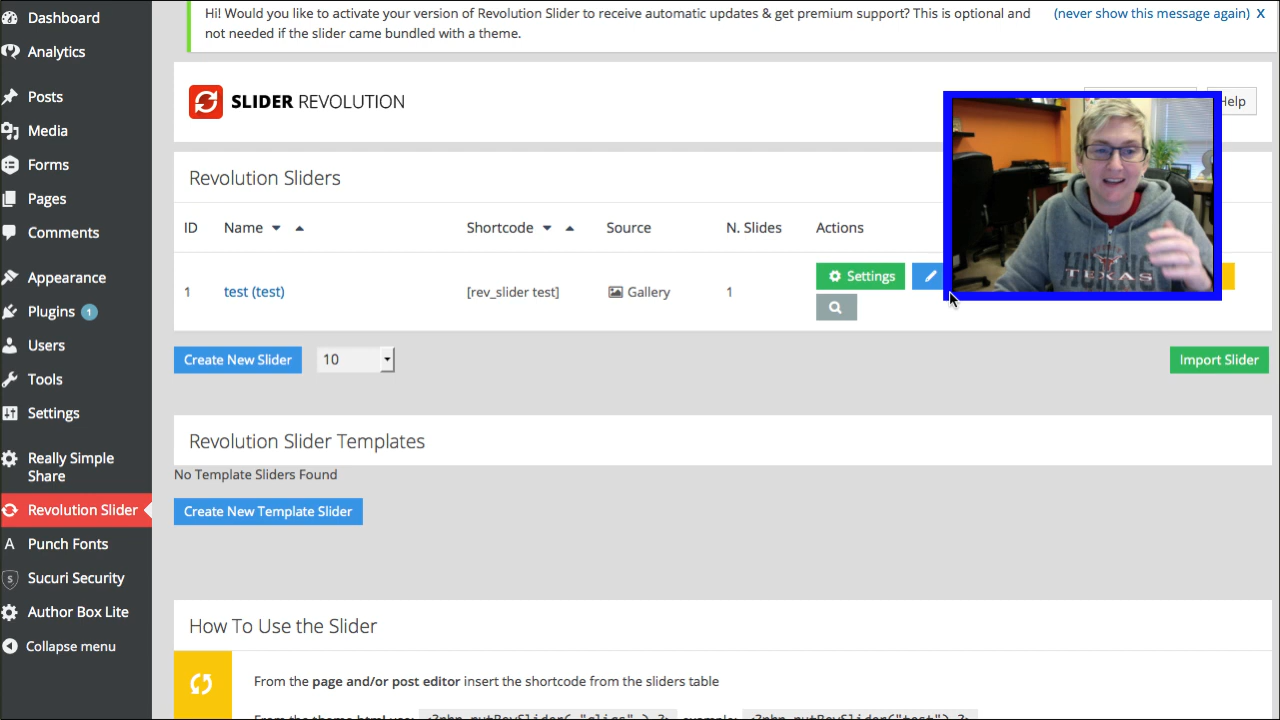 Dashboard
Analytics
Posts
Media
Forms
Pages
Comments
Appearance
Plugins 1
Users
Tools
Settings
Really Simple
Share
Revolution Slider
A Punch Fonts
S Sucuri Security
Author Box Lite
Collapse menu
Hi! Would you like to activate your version of Revolution Slider to receive automatic updates & get premium support? This is optional and
not needed if the slider came bundled with a theme.
(never show this message again) X
SLIDER REVOLUTION
Help
Revolution Sliders
ID Name Shortcode Source N. Slides Actions
1 test (test) [rev_slider test] Gallery 1 Settings
TEXAS
Create New Slider 10 Import Slider
Revolution Slider Templates
No Template Sliders Found
Create New Template Slider
How To Use the Slider
From the page and/or post editor insert the shortcode from the sliders table